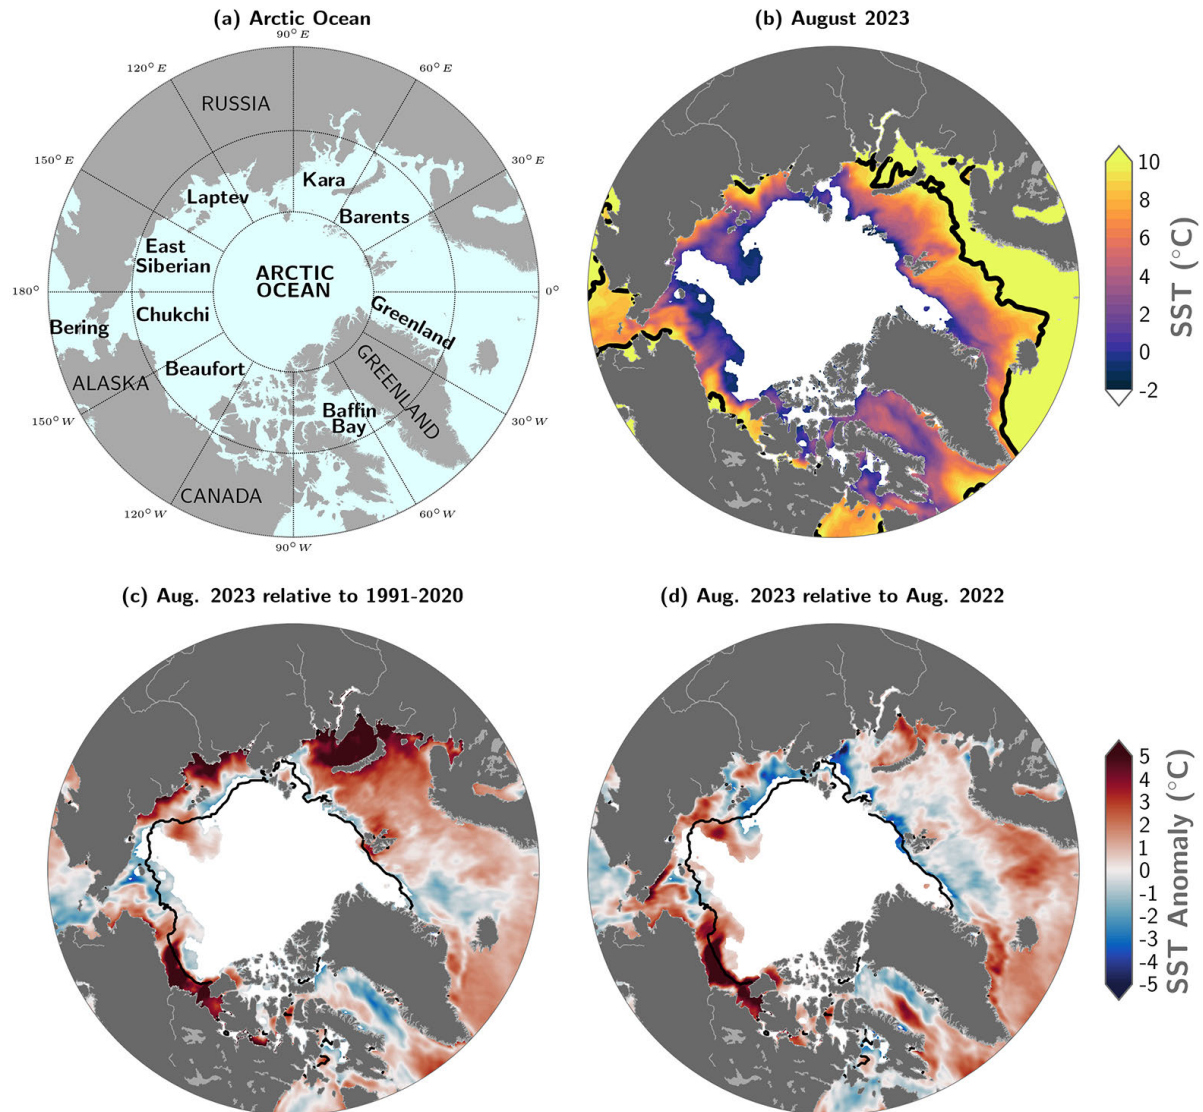 (a) Arctic Ocean
90°E
120°E
60°E
RUSSIA
150°E
30°E
Kara
Laptev
Barents
East
Siberian
ARCTIC
OCEAN
180°
0°
Chukchi
Greenland
Bering
Beaufort
ALASKA
GREENLAND
Baffin
Bay
150°W
30°W
CANADA
120°W
60°W
90°W
(b) August 2023
10
8
6
4
2
0
-2
SST (°C)
(c) Aug. 2023 relative to 1991-2020
(d) Aug. 2023 relative to Aug. 2022
5
4
3
2
1
0
-1
-2
-3
-4
-5
SST Anomaly (°C)